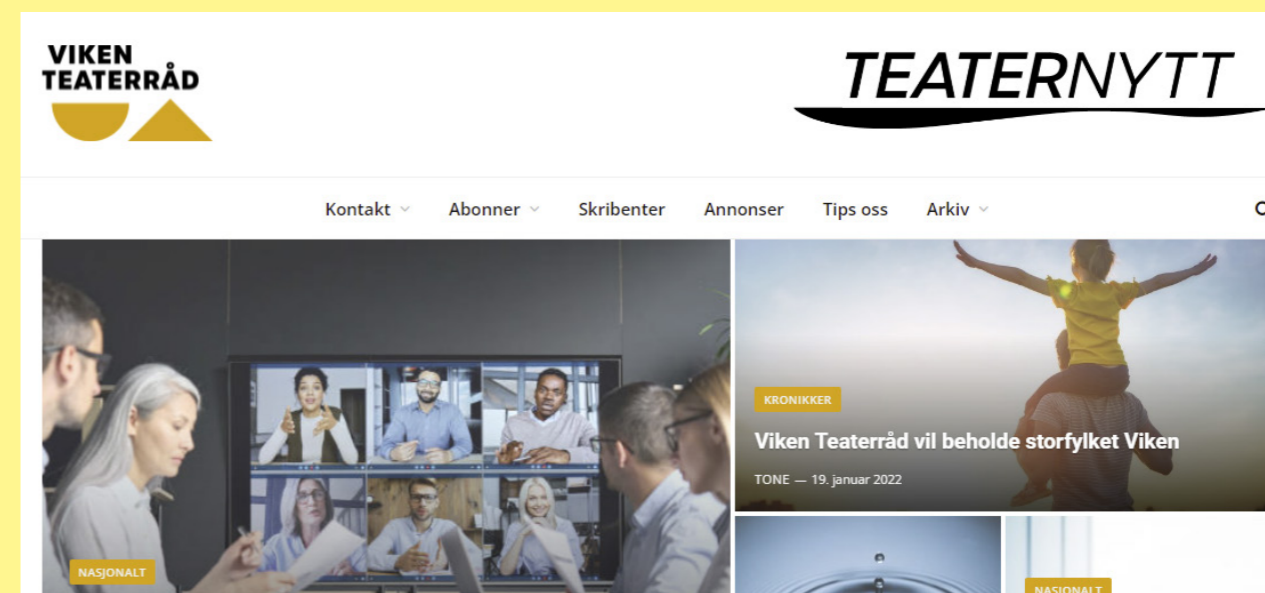 VIKEN
TEATERRÅD
TEATERNYTT
Kontakt Abonner Skribenter Annonser Tips oss Arkiv
KRONIKKER
Viken Teaterråd vil beholde storfylket Viken
TONE — 19. januar 2022
NASJONALT
NASJONALT